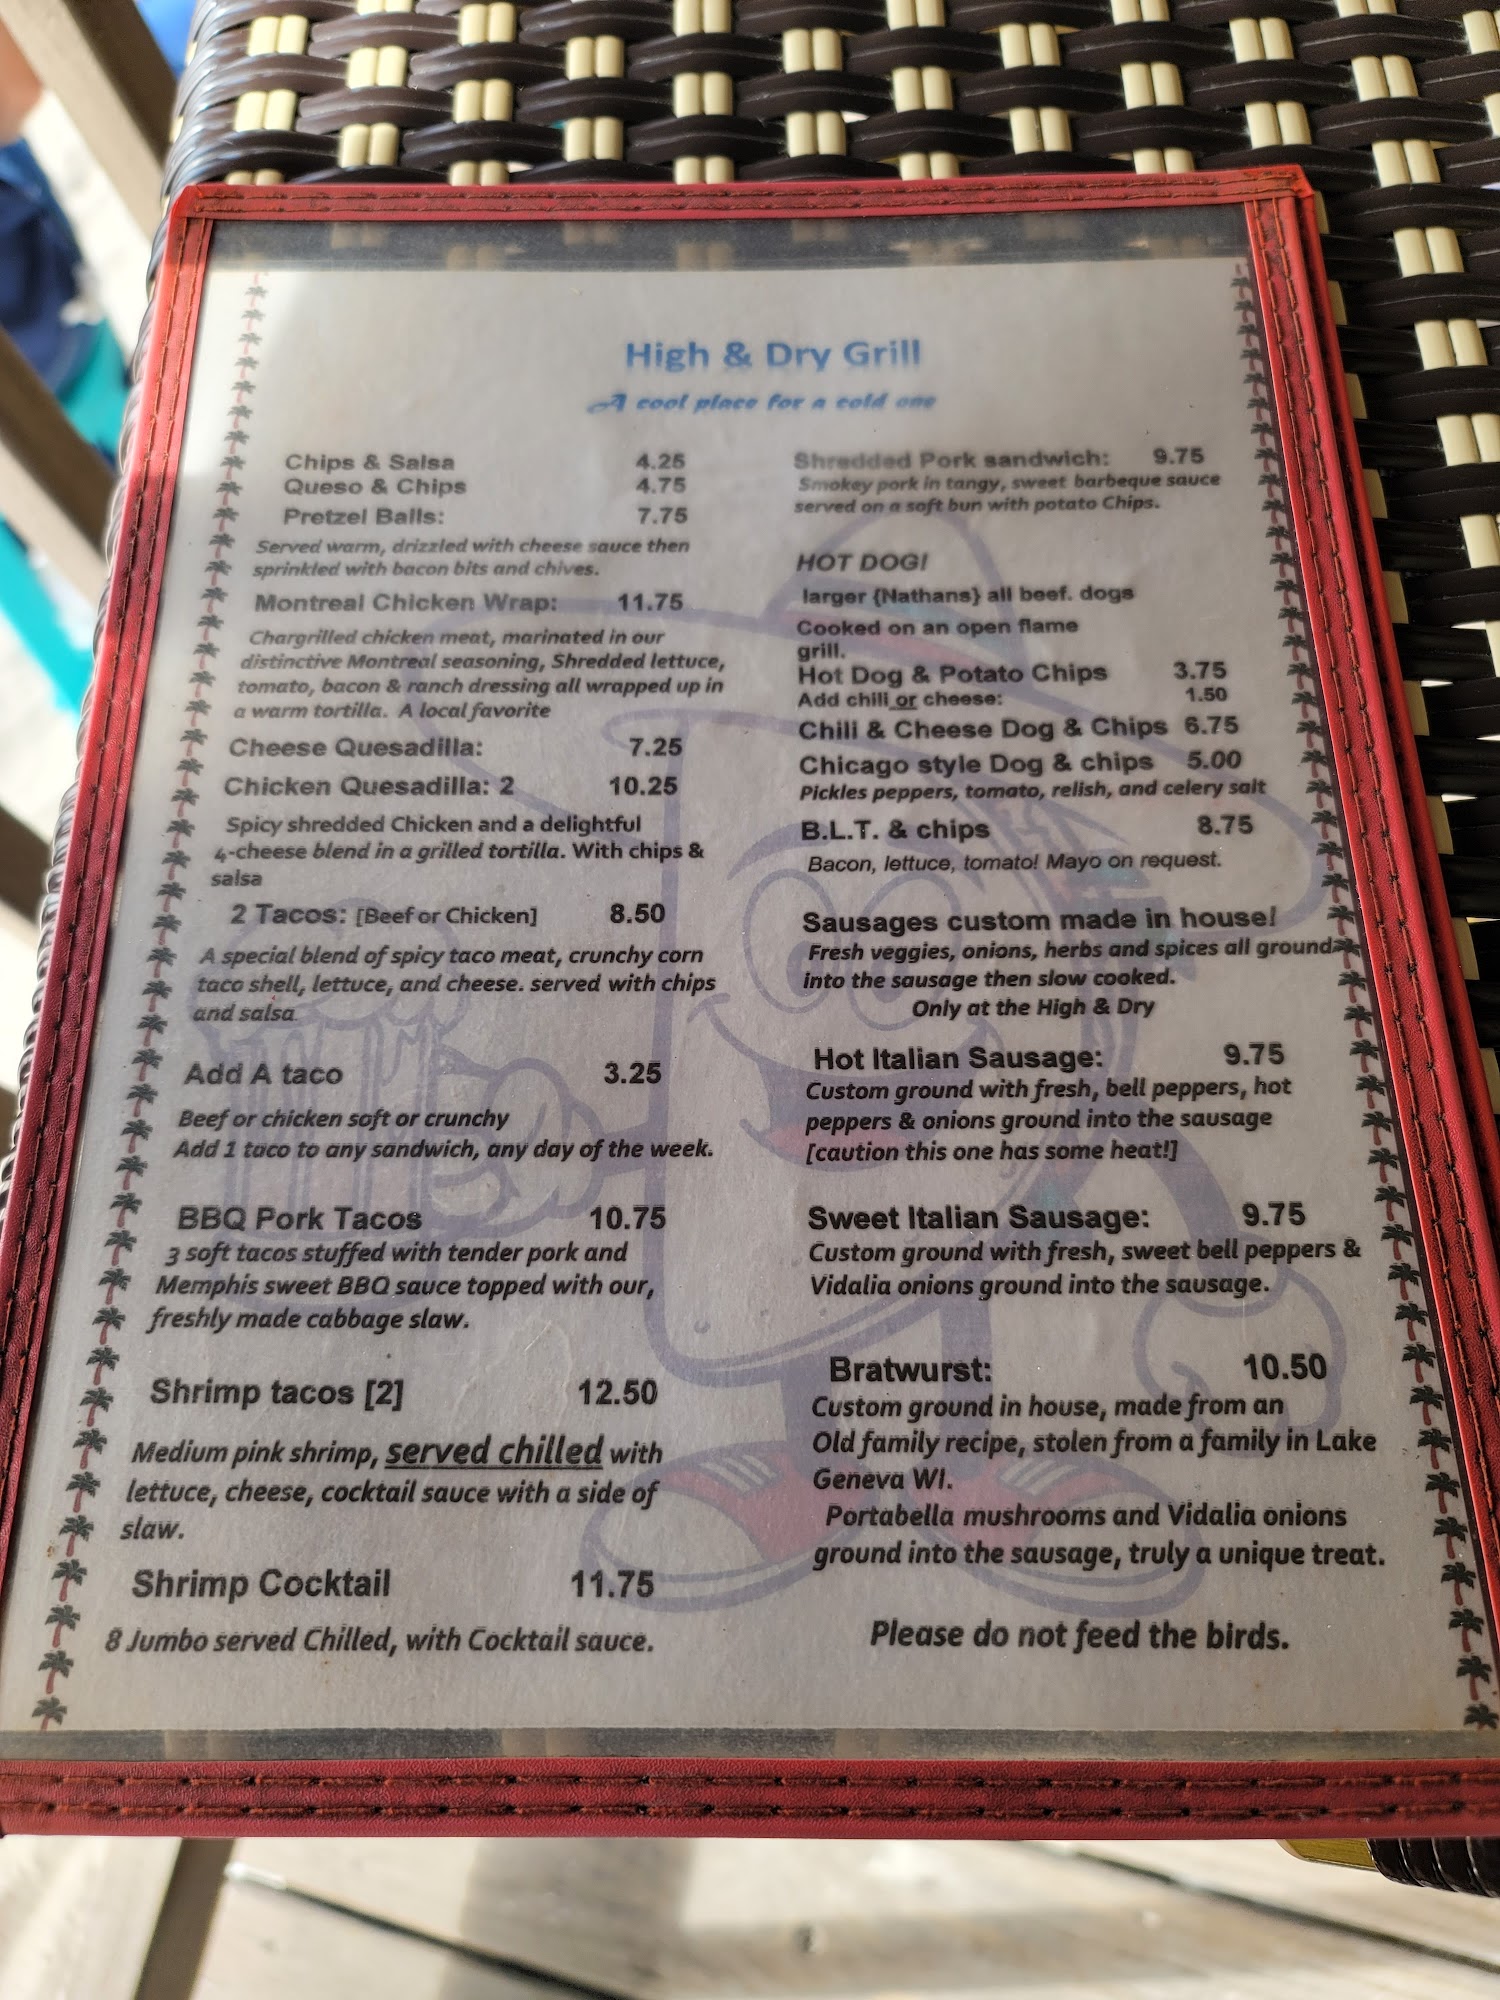 High & Dry Grill
A cool place for a cold one
Chips & Salsa 4.25
Queso & Chips 4.75
Pretzel Balls: 7.75
Served warm, drizzled with cheese sauce then
sprinkled with bacon bits and chives.
Montreal Chicken Wrap: 11.75
Chargrilled chicken meat, marinated in our
distinctive Montreal seasoning, Shredded lettuce,
tomato, bacon & ranch dressing all wrapped up in
a warm tortilla. A local favorite
Cheese Quesadilla: 7.25
Chicken Quesadilla: 2 10.25
Spicy shredded Chicken and a delightful
4-cheese blend in a grilled tortilla. With chips &
salsa
2 Tacos: [Beef or Chicken] 8.50
A special blend of spicy taco meat, crunchy corn
taco shell, lettuce, and cheese. served with chips
and salsa
Add A taco 3.25
Beef or chicken soft or crunchy
Add 1 taco to any sandwich, any day of the week.
BBQ Pork Tacos 10.75
3 soft tacos stuffed with tender pork and
Memphis sweet BBQ sauce topped with our,
freshly made cabbage slaw.
Shrimp tacos [2] 12.50
Medium pink shrimp, served chilled with
lettuce, cheese, cocktail sauce with a side of
slaw.
Shrimp Cocktail 11.75
8 Jumbo served Chilled, with Cocktail sauce.
Shredded Pork sandwich: 9.75
Smokey pork in tangy, sweet barbeque sauce
served on a soft bun with potato Chips.
HOT DOG!
larger {Nathans} all beef. dogs
Cooked on an open flame
grill.
Hot Dog & Potato Chips 3.75
Add chili or cheese: 1.50
Chili & Cheese Dog & Chips 6.75
Chicago style Dog & chips 5.00
Pickles peppers, tomato, relish, and celery salt
B.L.T. & chips 8.75
Bacon, lettuce, tomato! Mayo on request.
Sausages custom made in house!
Fresh veggies, onions, herbs and spices all ground
into the sausage then slow cooked.
Only at the High & Dry
Hot Italian Sausage: 9.75
Custom ground with fresh, bell peppers, hot
peppers & onions ground into the sausage
[caution this one has some heat!]
Sweet Italian Sausage: 9.75
Custom ground with fresh, sweet bell peppers &
Vidalia onions ground into the sausage.
Bratwurst: 10.50
Custom ground in house, made from an
Old family recipe, stolen from a family in Lake
Geneva WI.
Portabella mushrooms and Vidalia onions
ground into the sausage, truly a unique treat.
Please do not feed the birds.